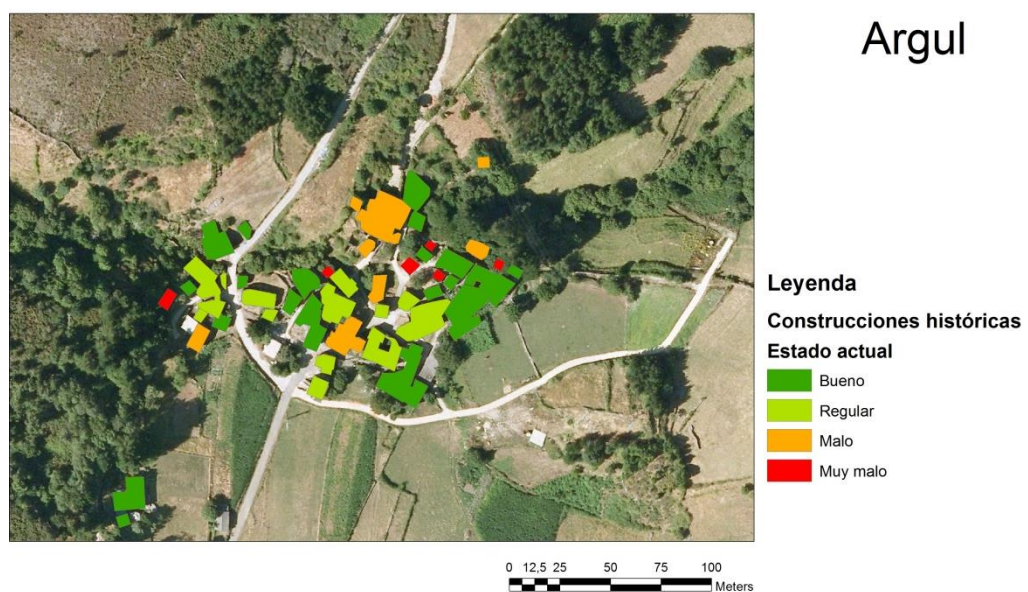 Argul
Leyenda
Construcciones históricas
Estado actual
Bueno
Regular
Malo
Muy malo
0 12,5 25 50 75 100
Meters